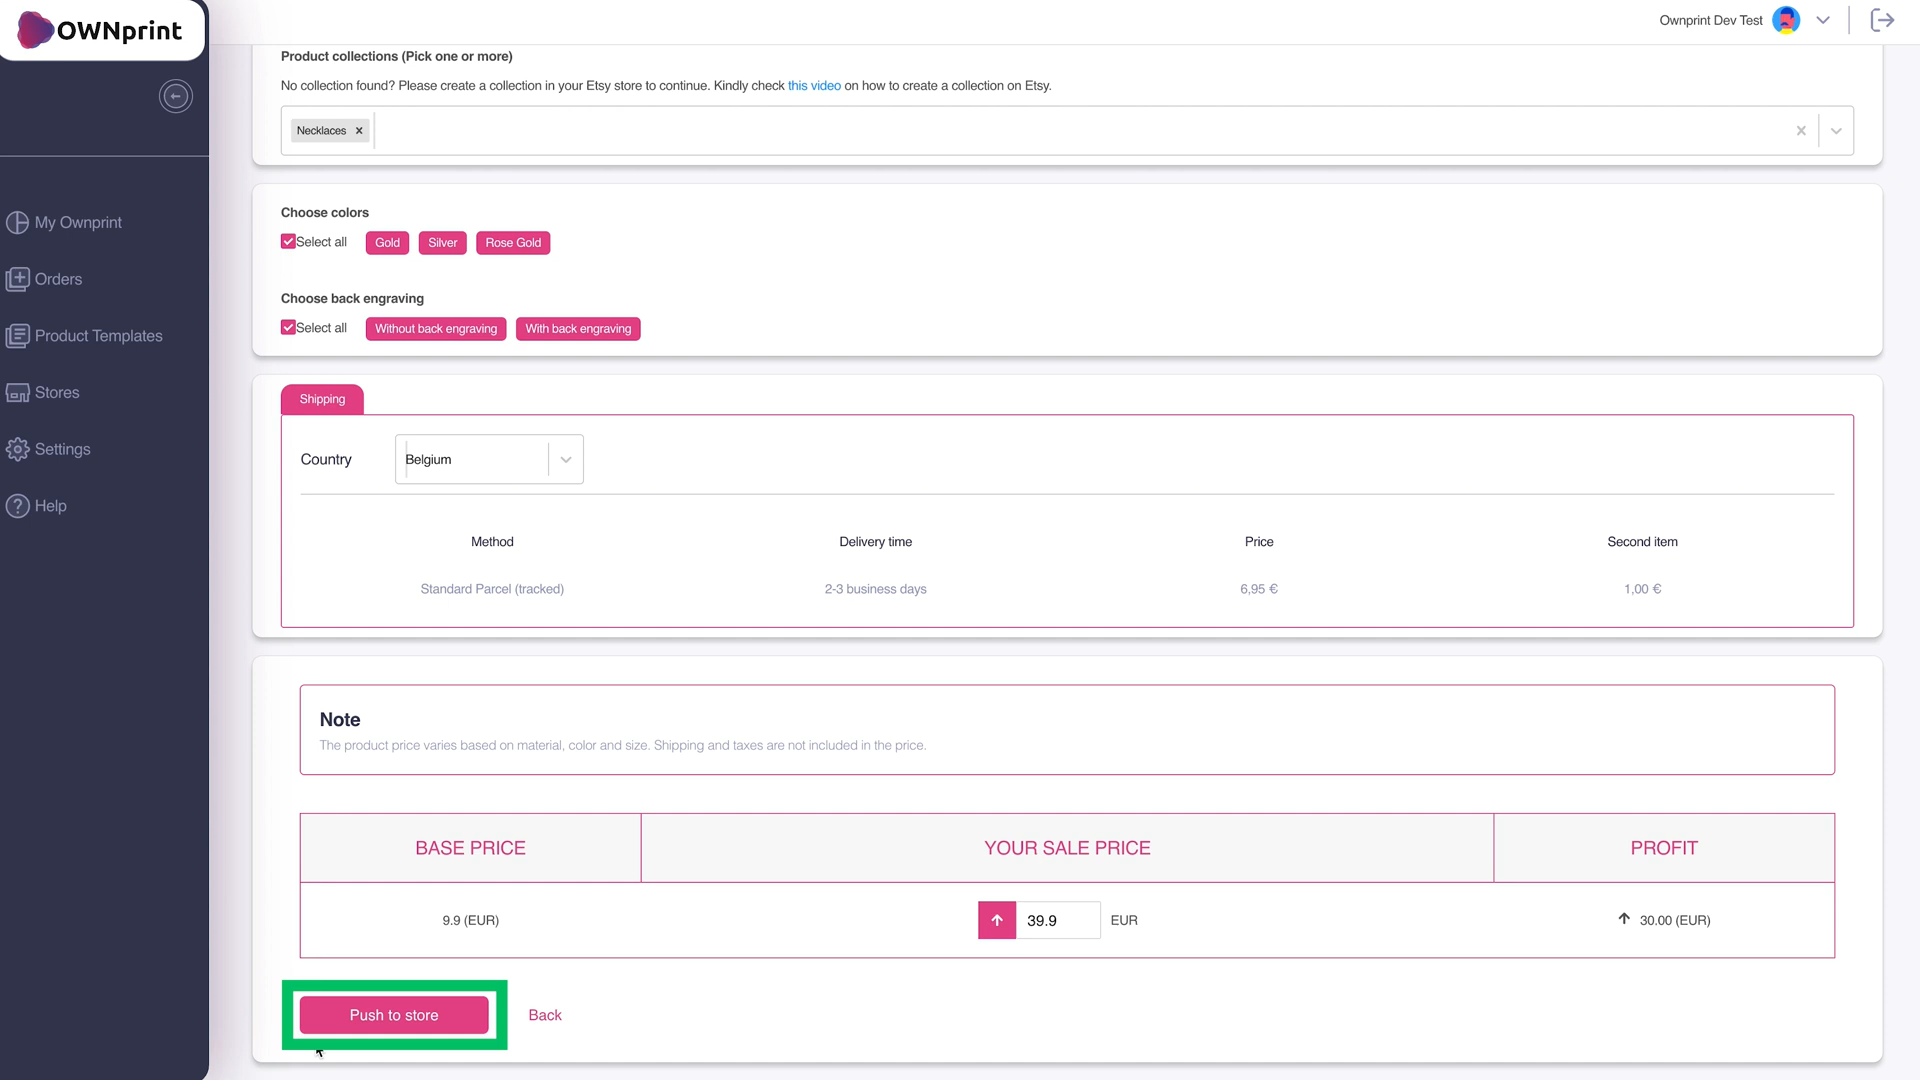 OWNprint
Ownprint Dev Test
My Ownprint
Orders
Product Templates
Stores
Settings
Help
Product collections (Pick one or more)
No collection found? Please create a collection in your Etsy store to continue. Kindly check this video on how to create a collection on Etsy.
Necklaces
Choose colors
Select all Gold Silver Rose Gold
Choose back engraving
Select all Without back engraving With back engraving
Shipping
Country Belgium
Method Delivery time Price Second item
Standard Parcel (tracked) 2-3 business days 6,95 € 1,00 €
Note
The product price varies based on material, color and size. Shipping and taxes are not included in the price.
BASE PRICE YOUR SALE PRICE PROFIT
9.9 (EUR) 39.9 EUR 30.00 (EUR)
Push to store Back